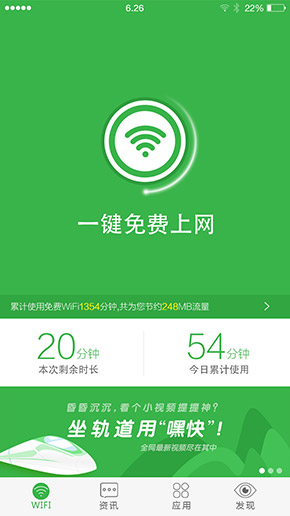 6.26 22%
一键免费上网
累计使用免费WiFi1354分钟,共为您节约248MB流量
20分钟 54分钟
本次剩余时长 今日累计使用
昏昏沉沉,看个小视频提提神?
坐轨道用“嘿快”!
全网最新视频尽在其中
WIFI 资讯 应用 发现